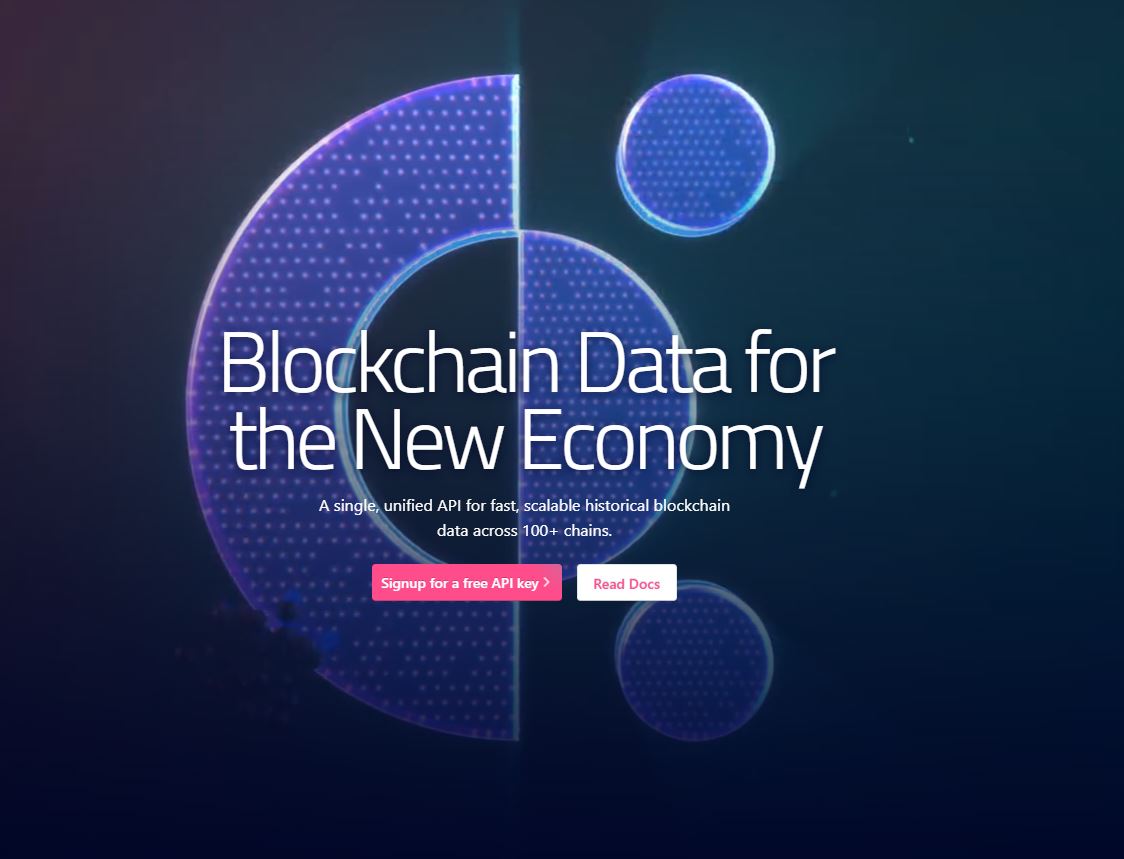 Blockchain Data for
the New Economy
A single, unified API for fast, scalable historical blockchain
data across 100+ chains.
Signup for a free API key >
Read Docs